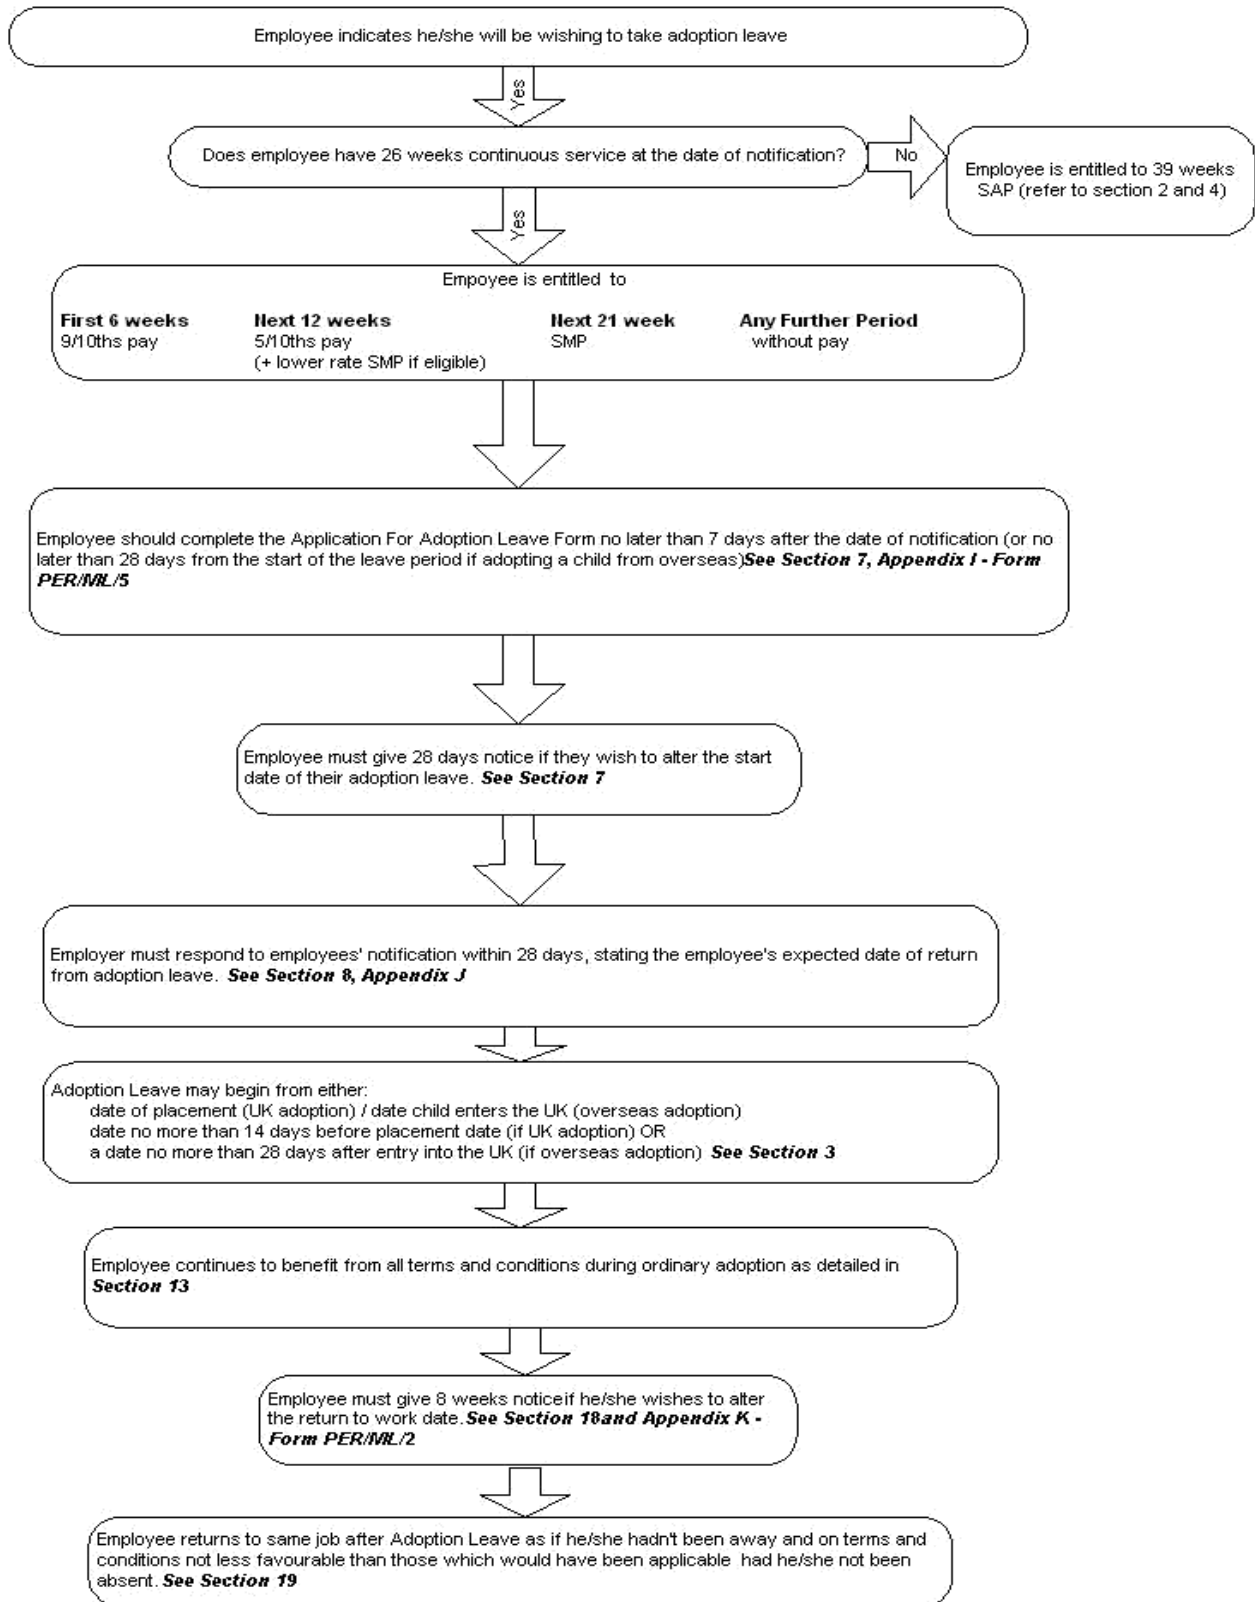 Employee indicates he/she will be wishing to take adoption leave
Yes
Does employee have 26 weeks continuous service at the date of notification?
No
Employee is entitled to 39 weeks
SAP (refer to section 2 and 4)
Yes
Empoyee is entitled to
First 6 weeks Next 12 weeks Next 21 week Any Further Period
9/10ths pay 5/10ths pay SMP without pay
(+ lower rate SMP if eligible)
Employee should complete the Application For Adoption Leave Form no later than 7 days after the date of notification (or no
later than 28 days from the start of the leave period if adopting a child from overseas)See Section 7, Appendix I - Form
PER/ML/5
Employee must give 28 days notice if they wish to alter the start
date of their adoption leave. See Section 7
Employer must respond to employees' notification within 28 days, stating the employee's expected date of return
from adoption leave. See Section 8, Appendix J
Adoption Leave may begin from either:
date of placement (UK adoption) / date child enters the UK (overseas adoption)
date no more than 14 days before placement date (if UK adoption) OR
a date no more than 28 days after entry into the UK (if overseas adoption) See Section 3
Employee continues to benefit from all terms and conditions during ordinary adoption as detailed in
Section 13
Employee must give 8 weeks noticeif he/she wishes to alter
the return to work date.See Section 18and Appendix K -
Form PER/ML/2
Employee returns to same job after Adoption Leave as if he/she hadn't been away and on terms and
conditions not less favourable than those which would have been applicable had he/she not been
absent. See Section 19